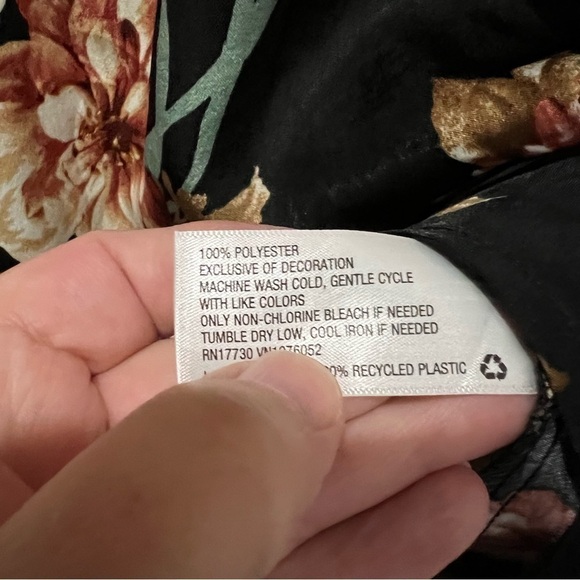 100% POLYESTER
EXCLUSIVE OF DECORATION
MACHINE WASH COLD, GENTLE CYCLE
WITH LIKE COLORS
ONLY NON-CHLORINE BLEACH IF NEEDED
TUMBLE DRY LOW, COOL IRON IF NEEDED
RN17730
RECYCLED PLASTIC